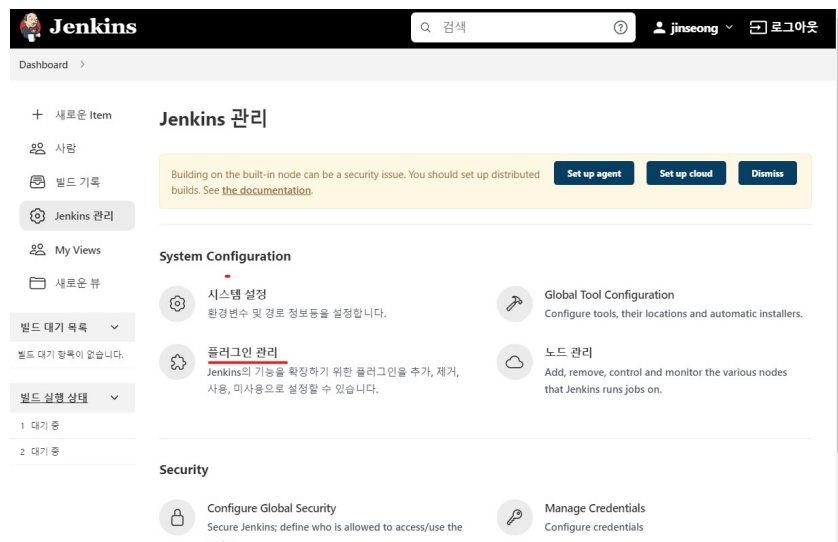 Jenkins
검색
jinseong
로그아웃
Dashboard
새로운 Item
사람
빌드 기록
Jenkins 관리
My Views
새로운 뷰
빌드 대기 목록
빌드 대기 항목이 없습니다.
빌드 실행 상태
1 대기 중
2 대기 중
Jenkins 관리
Building on the built-in node can be a security issue. You should set up distributed
builds. See the documentation.
Set up agent
Set up cloud
Dismiss
System Configuration
시스템 설정
환경변수 및 경로 정보등을 설정합니다.
Global Tool Configuration
Configure tools, their locations and automatic installers.
플러그인 관리
Jenkins의 기능을 확장하기 위한 플러그인을 추가, 제거,
사용, 미사용으로 설정할 수 있습니다.
노드 관리
Add, remove, control and monitor the various nodes
that Jenkins runs jobs on.
Security
Configure Global Security
Secure Jenkins; define who is allowed to access/use the
Manage Credentials
Configure credentials